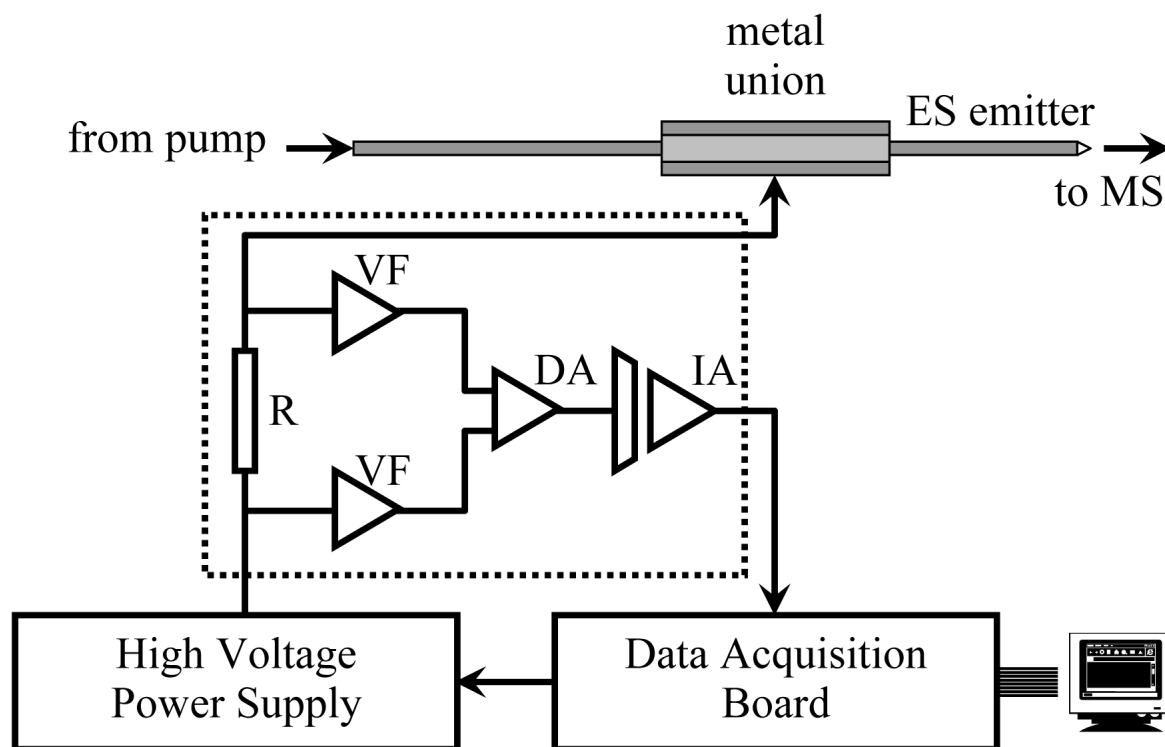 metal
union
ES emitter
from pump
to MS
VF
DA
IA
R
VF
High Voltage
Power Supply
Data Acquisition
Board